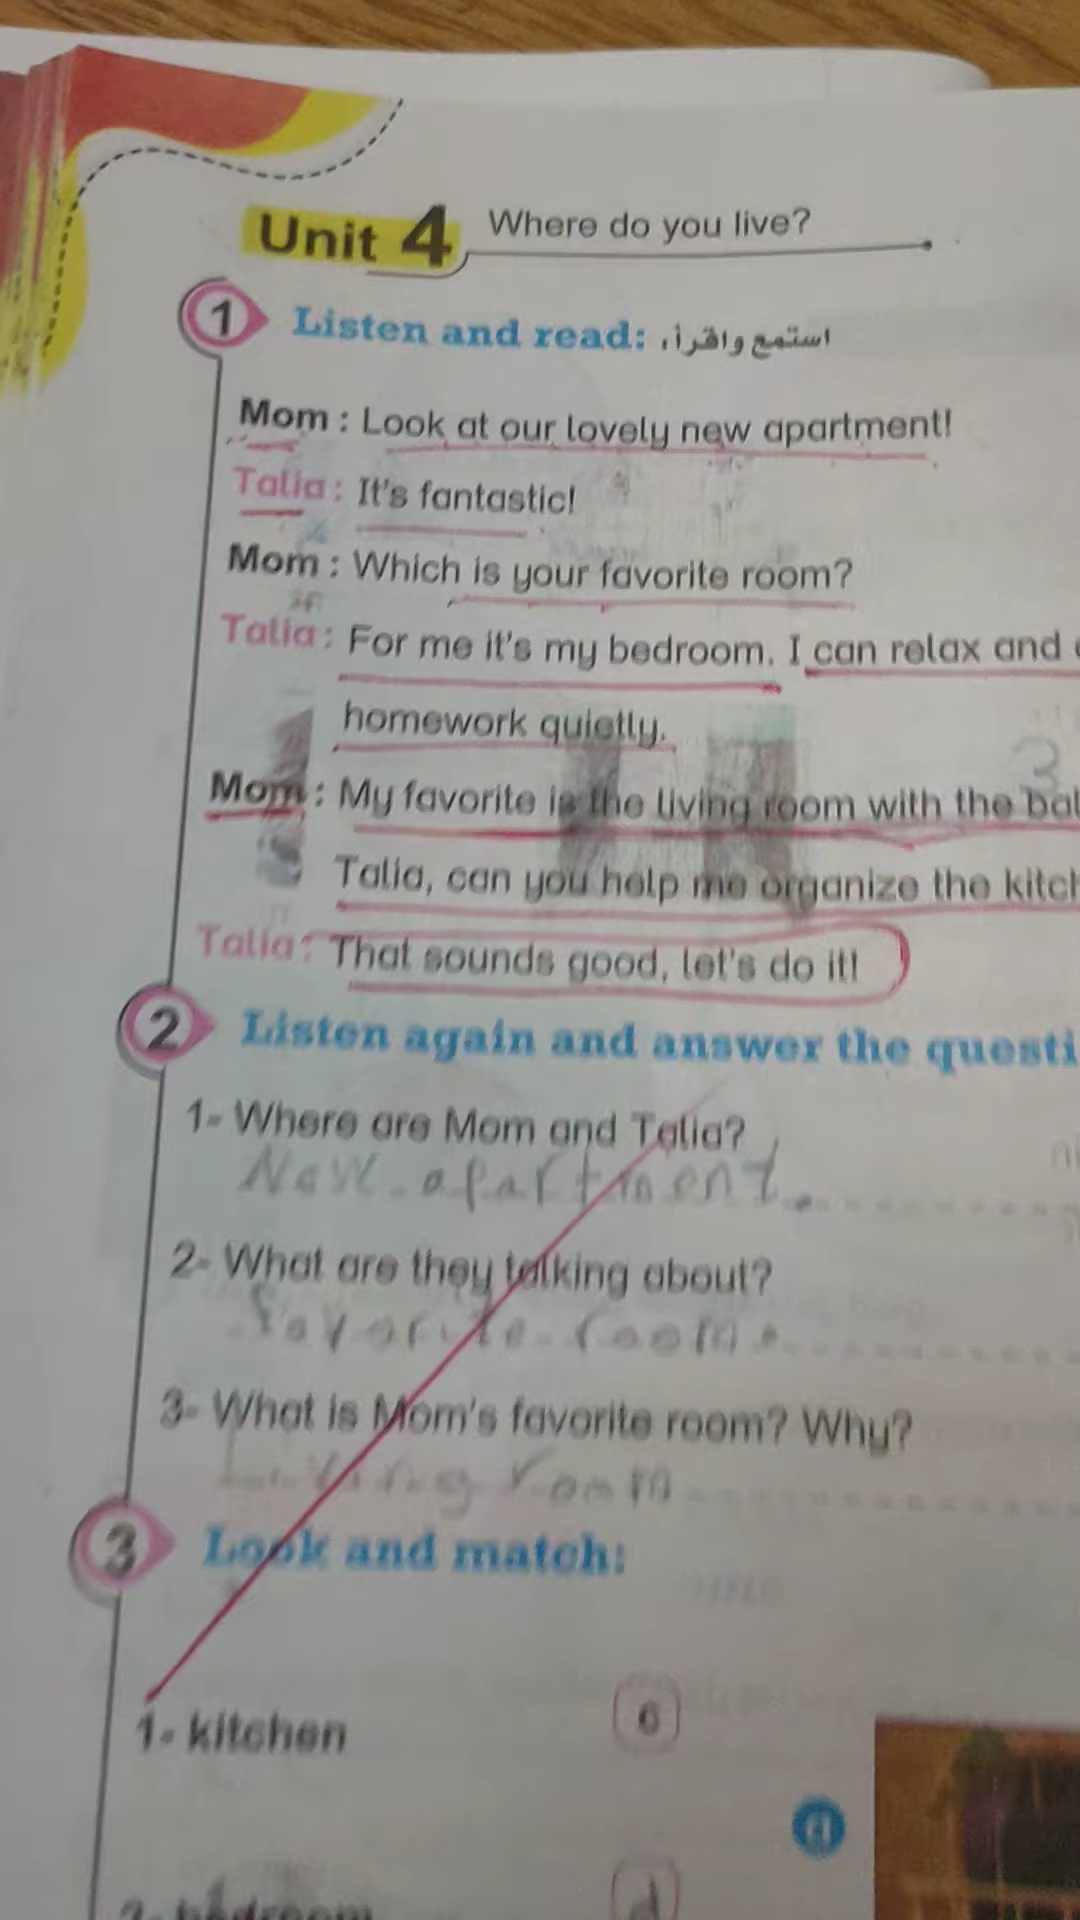 Unit 4 Where do you live?
1 Listen and read: استمع واقرأ.
Mom : Look at our lovely new apartment!
Talia : It's fantastic!
Mom : Which is your favorite room?
Talia : For me it's my bedroom. I can relax and
homework quietly.
Mom : My favorite is the living room with the
Talia, can you help me organize the
Talia : That sounds good, let's do it!
2 Listen again and answer the
1- Where are Mom and Talia?
New apartment.
2- What are they talking about?
favorite room.
3- What is Mom's favorite room? Why?
Living room
3 Look and match:
1- kitchen
2- bedroom d